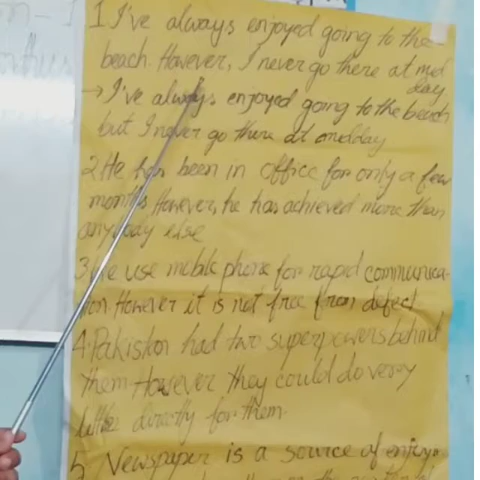 1 I've always enjoyed going to the
beach. However, I never go there at mid
day
→ I've always enjoyed going to the beach
but I never go there at midday
2. He has been in office for only a few
months However, he has achieved more than
anybody else
3. We use mobile phone for rapid communica-
tion However it is not free from defect
4. Pakistan had two superpowers behind
them However they could do very
little directly for them.
5 Newspaper is a source of enjoy